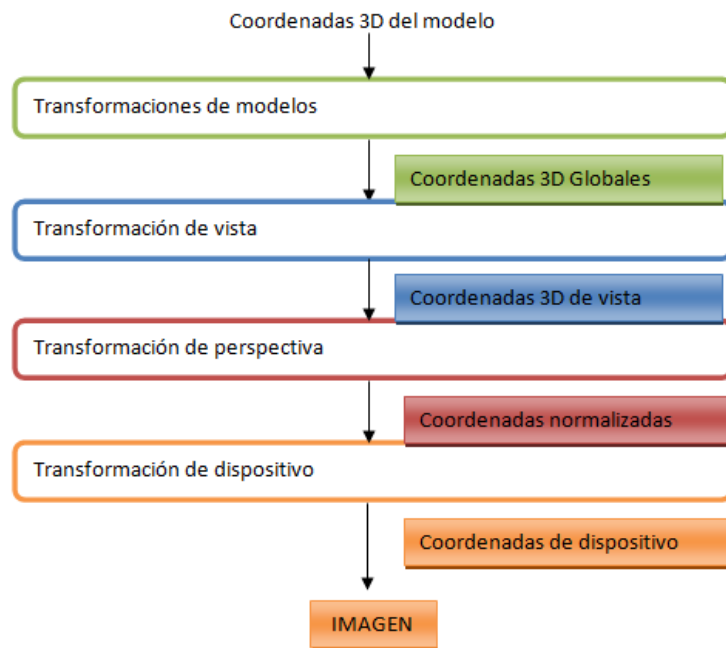 Coordenadas 3D del modelo
Transformaciones de modelos
Coordenadas 3D Globales
Transformación de vista
Coordenadas 3D de vista
Transformación de perspectiva
Coordenadas normalizadas
Transformación de dispositivo
Coordenadas de dispositivo
IMAGEN